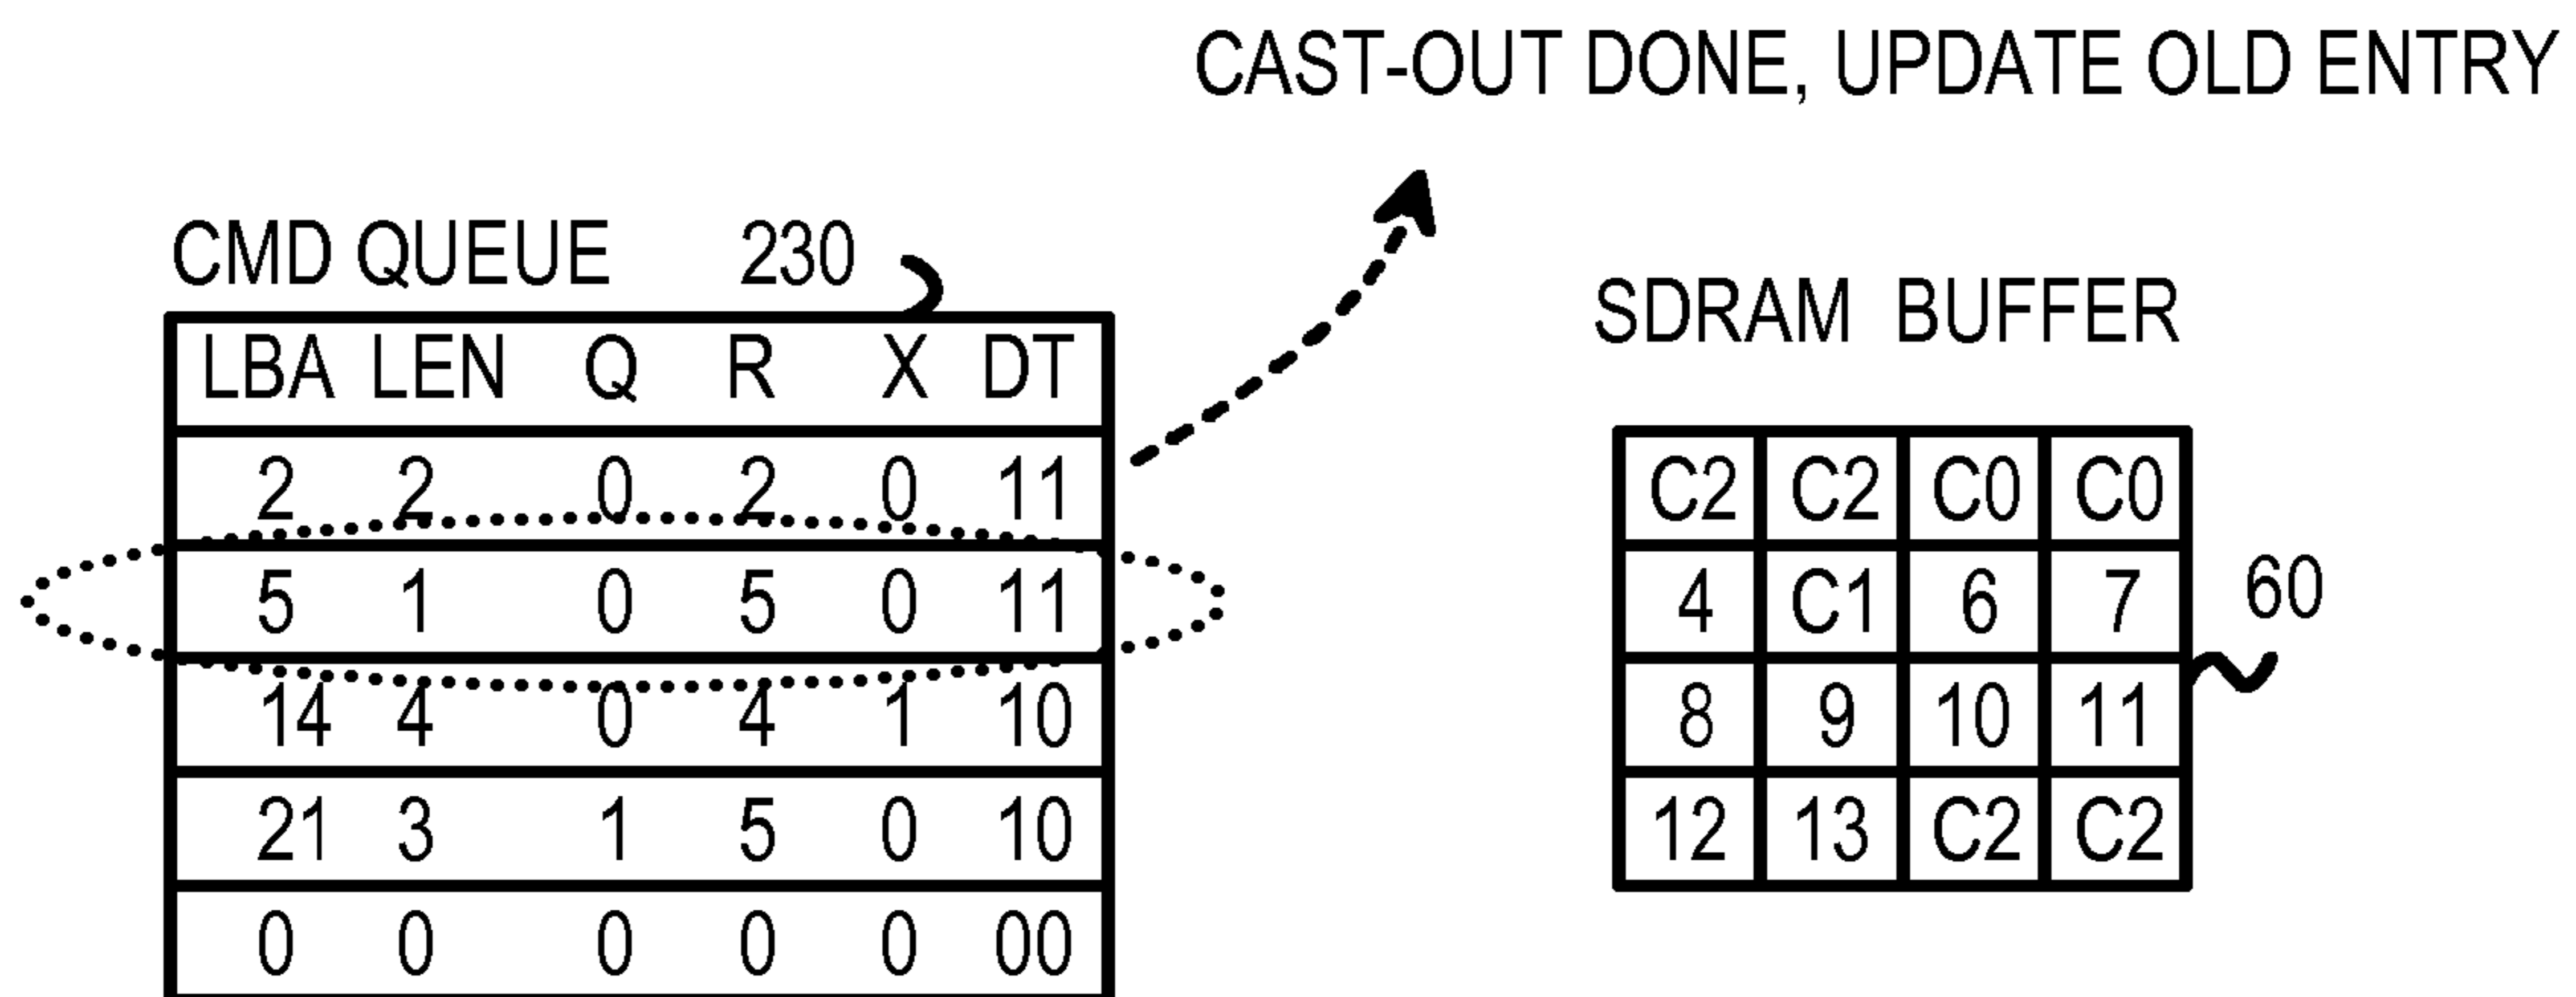 CAST-OUT DONE, UPDATE OLD ENTRY
CMD QUEUE 230
LBA LEN Q R X DT
2 2 0 2 0 11
5 1 0 5 0 11
14 4 0 4 1 10
21 3 1 5 0 10
0 0 0 0 0 00
SDRAM BUFFER
C2 C2 C0 C0
4 C1 6 7
8 9 10 11
12 13 C2 C2
60